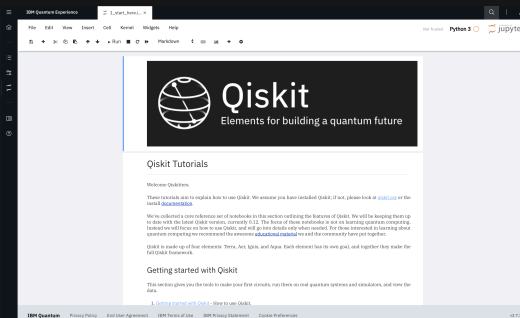 IBM Quantum Experience
1_start_here.i... ×
File Edit View Insert Cell Kernel Widgets Help
Not Trusted Python 3 jupyte
Run Markdown
Qiskit
Elements for building a quantum future
Qiskit Tutorials
Welcome Qiskitters.
These tutorials aim to explain how to use Qiskit. We assume you have installed Qiskit; if not, please look at qiskit.org or the
install documentation.
We've collected a core reference set of notebooks in this section outlining the features of Qiskit. We will be keeping them up
to date with the latest Qiskit version, currently 0.12. The focus of these notebooks is not on learning quantum computing.
Instead we will focus on how to use Qiskit, and will go into details only when needed. For those interested in learning about
quantum computing we recommend the awesome educational material we and the community have put together.
Qiskit is made up of four elements: Terra, Aer, Ignis, and Aqua. Each element has its own goal, and together they make the
full Qiskit framework.
Getting started with Qiskit
This section gives you the tools to make your first circuits, run them on real quantum systems and simulators, and view the
data.
1. Getting started with Qiskit - How to use Qiskit.
IBM Quantum Privacy Policy End User Agreement IBM Terms of Use IBM Privacy Statement Cookie Preferences